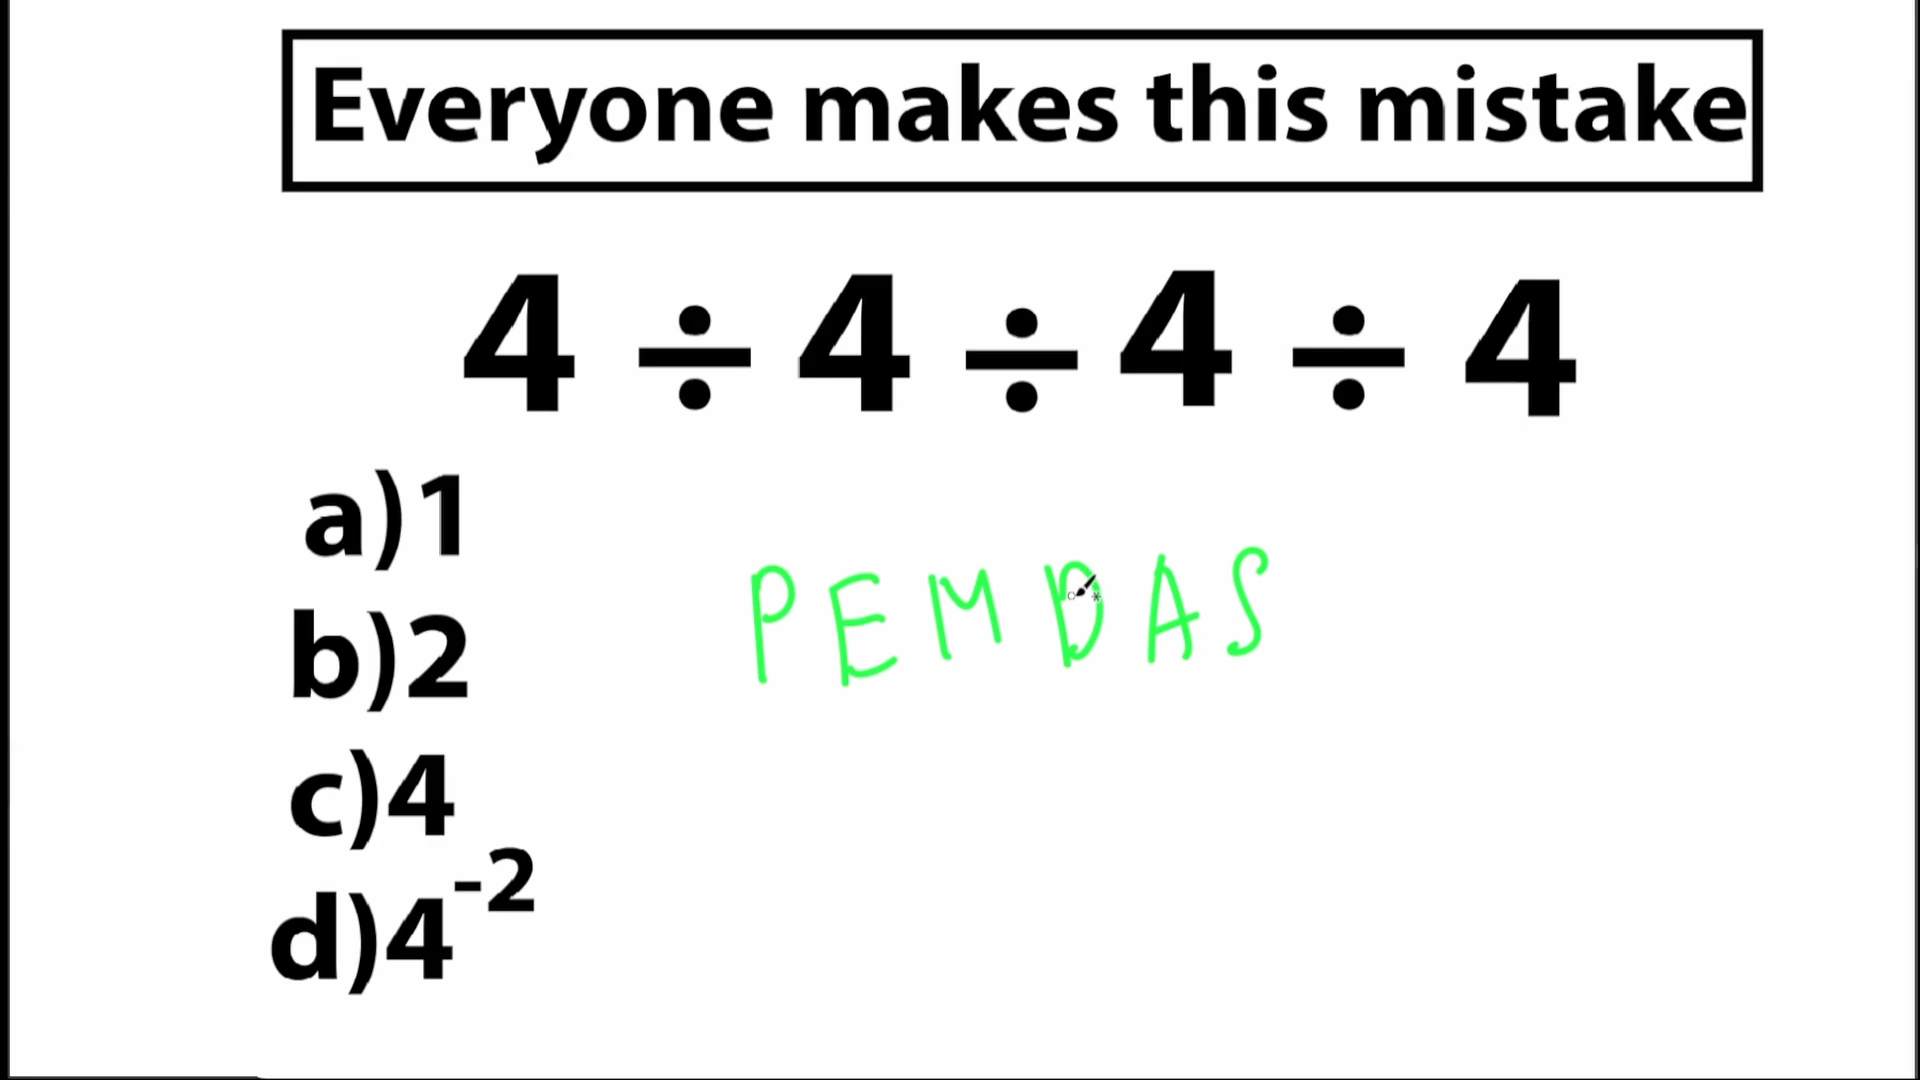 Everyone makes this mistake
4 ÷ 4 ÷ 4 ÷ 4
a)1
PEMDAS
b)2
c)4
d)4⁻²